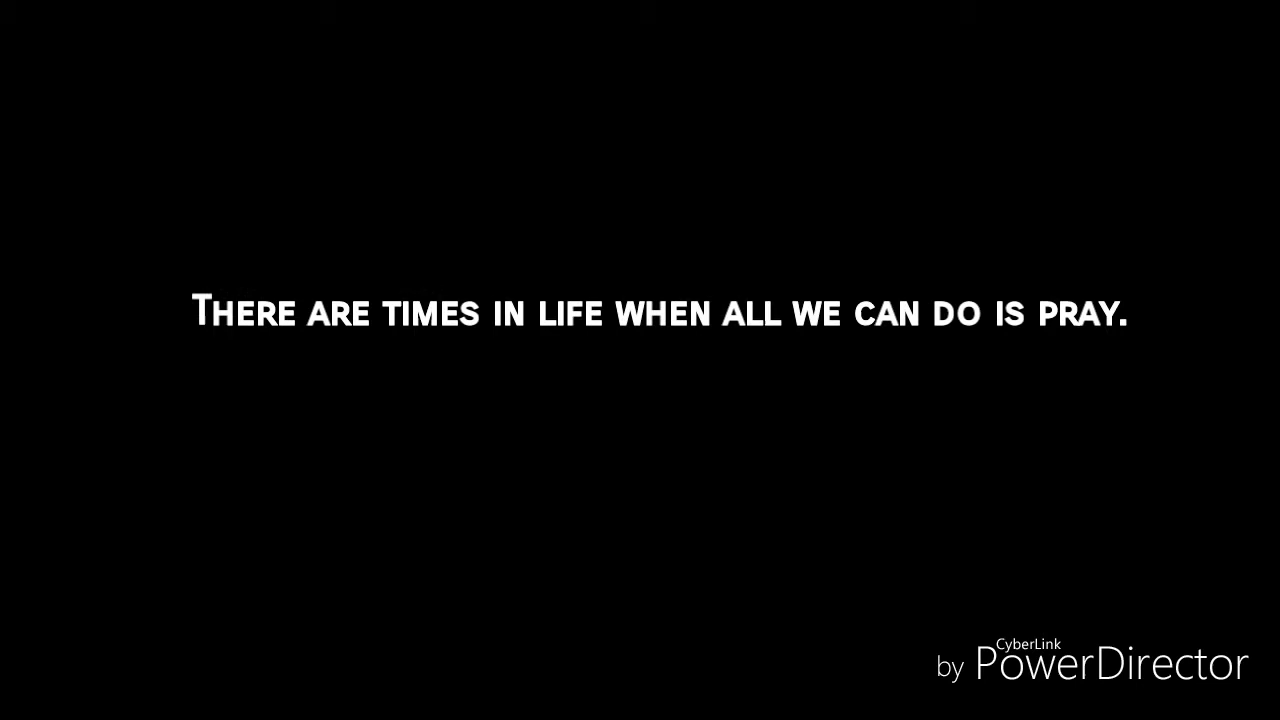 There are times in life when all we can do is pray.
CyberLink
by PowerDirector